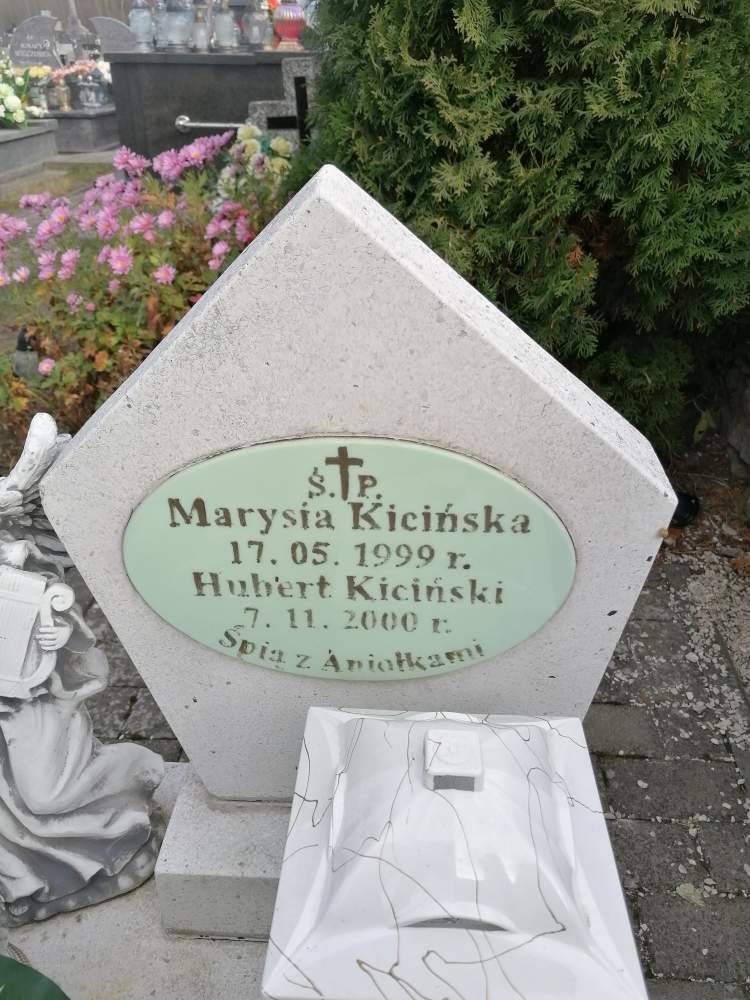 Ś. P.
Marysia Kicińska
17. 05. 1999 r.
Hubert Kiciński
7. 11. 2000 r.
Śpią z Aniołkami